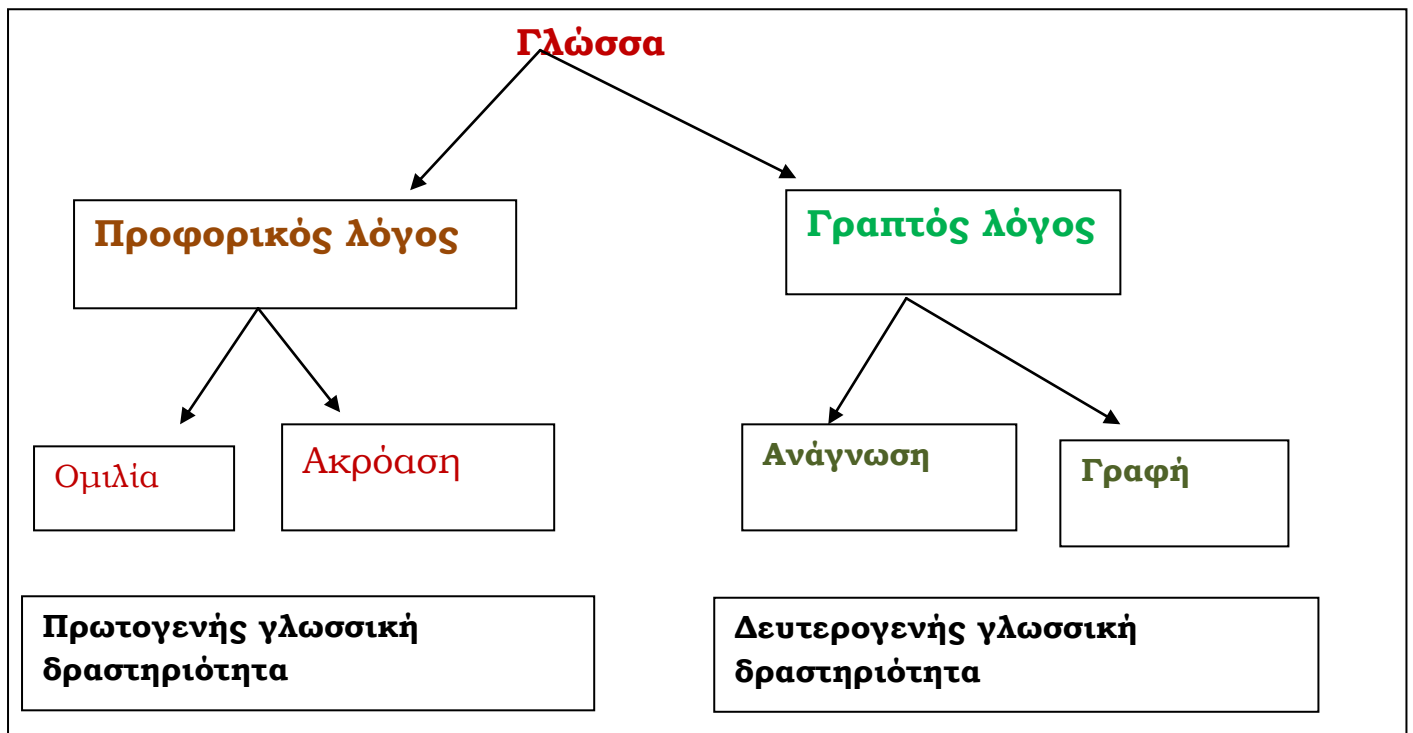 Γλώσσα
Προφορικός λόγος
Γραπτός λόγος
Ομιλία
Ακρόαση
Ανάγνωση
Γραφή
Πρωτογενής γλωσσική
δραστηριότητα
Δευτερογενής γλωσσική
δραστηριότητα